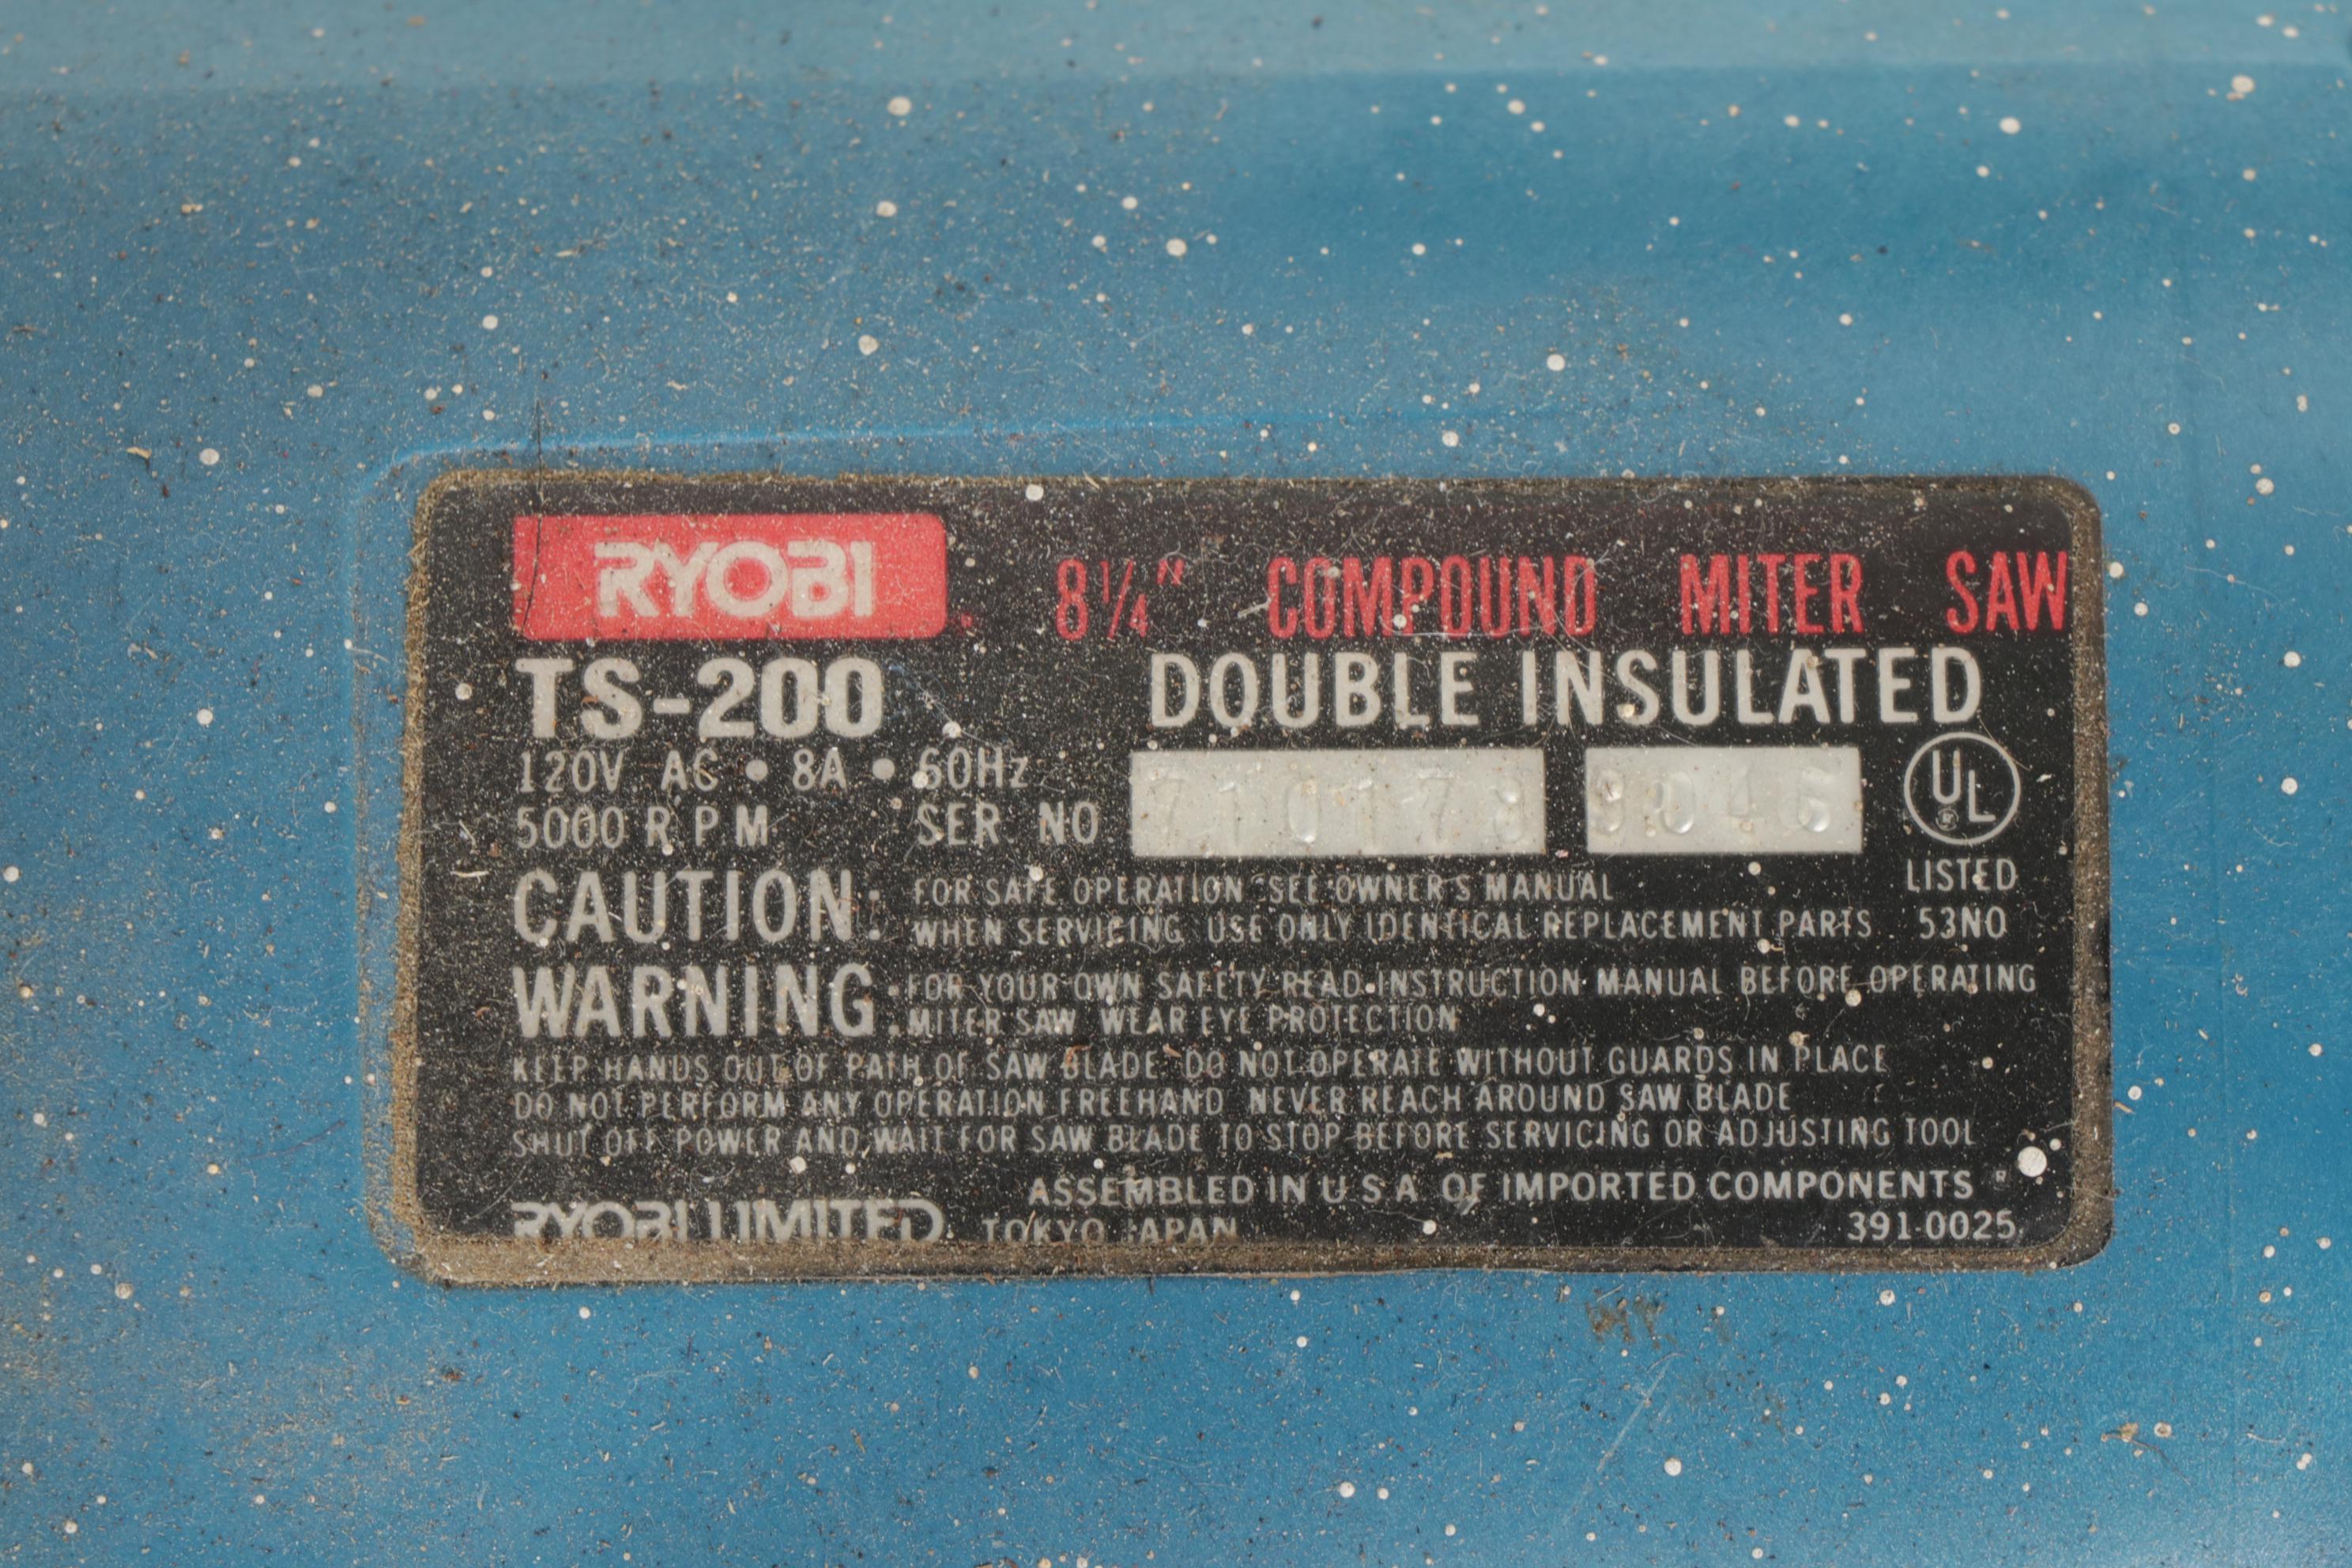 RYOBI 8 1/4" COMPOUND MITER SAW
TS-200 DOUBLE INSULATED
120V AC • 8A • 60Hz
5000 R P M SER NO UL
CAUTION: FOR SAFE OPERATION SEE OWNER'S MANUAL LISTED
WHEN SERVICING USE ONLY IDENTICAL REPLACEMENT PARTS 53NO
WARNING: FOR YOUR OWN SAFETY READ INSTRUCTION MANUAL BEFORE OPERATING
MITER SAW WEAR EYE PROTECTION
KEEP HANDS OUT OF PATH OF SAW BLADE DO NOT OPERATE WITHOUT GUARDS IN PLACE
DO NOT PERFORM ANY OPERATION FREEHAND NEVER REACH AROUND SAW BLADE
SHUT OFF POWER AND WAIT FOR SAW BLADE TO STOP BEFORE SERVICING OR ADJUSTING TOOL
ASSEMBLED IN U S A OF IMPORTED COMPONENTS
RYOBI LIMITED TOKYO JAPAN 391-0025